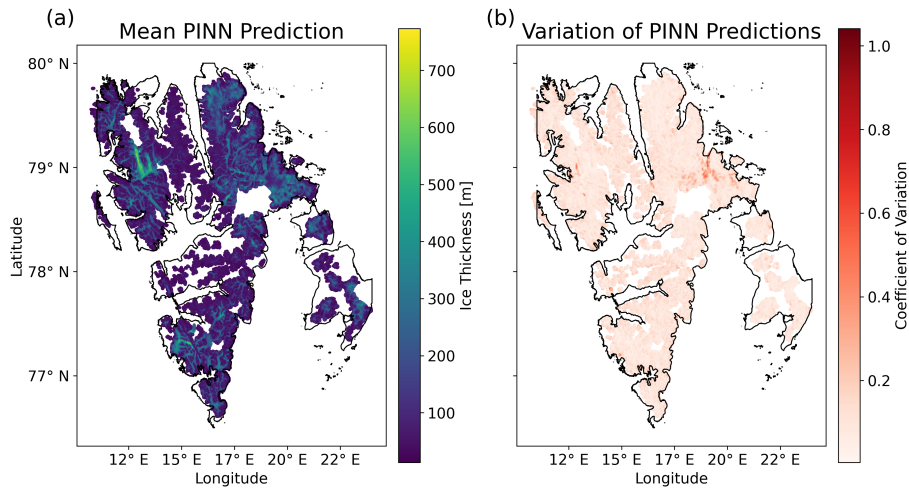 (a)
Mean PINN Prediction
80° N
79° N
78° N
77° N
Latitude
12° E 15° E 17° E 20° E 22° E
Longitude
700
600
500
400
300
200
100
Ice Thickness [m]
(b)
Variation of PINN Predictions
12° E 15° E 17° E 20° E 22° E
Longitude
1.0
0.8
0.6
0.4
0.2
Coefficient of Variation